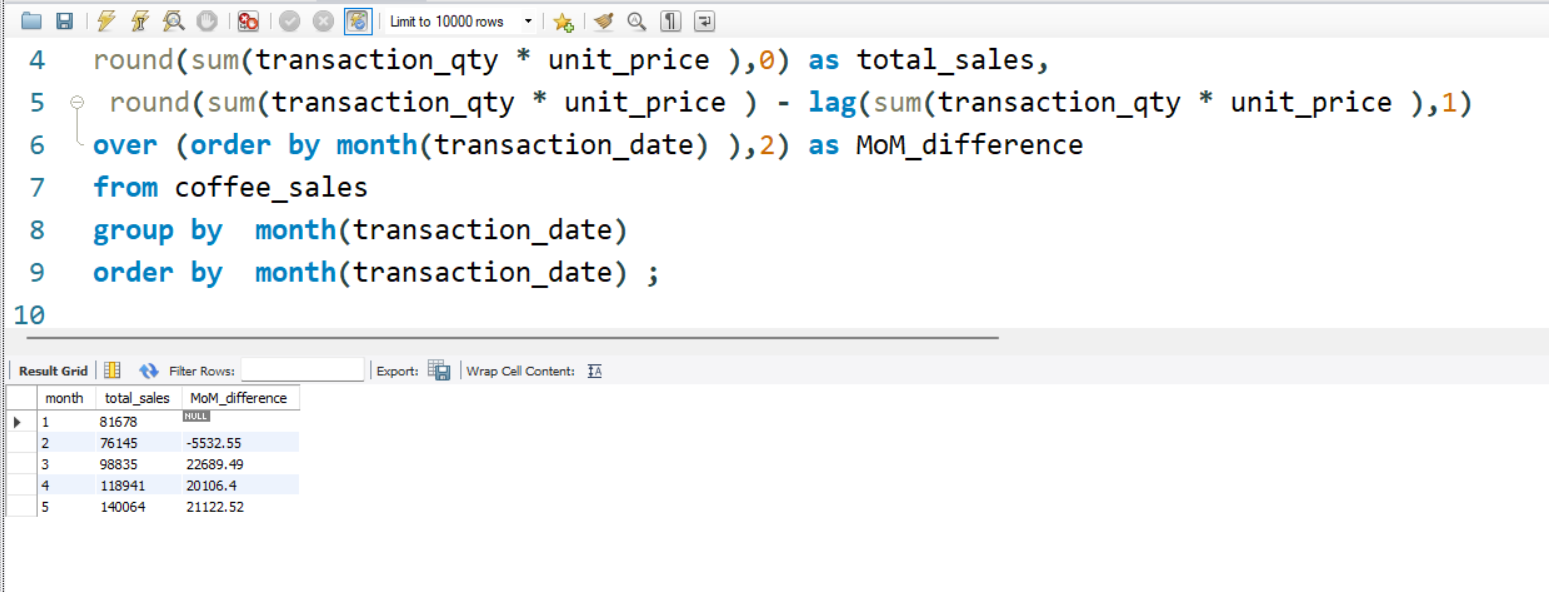 Limit to 10000 rows
4 round(sum(transaction_qty * unit_price ),0) as total_sales,
5 round(sum(transaction_qty * unit_price ) - lag(sum(transaction_qty * unit_price ),1)
6 over (order by month(transaction_date) ),2) as MoM_difference
7 from coffee_sales
8 group by  month(transaction_date)
9 order by  month(transaction_date) ;
10
Result Grid Filter Rows: Export: Wrap Cell Content: IA
month total_sales MoM_difference
1 81678 NULL
2 76145 -5532.55
3 98835 22689.49
4 118941 20106.4
5 140064 21122.52